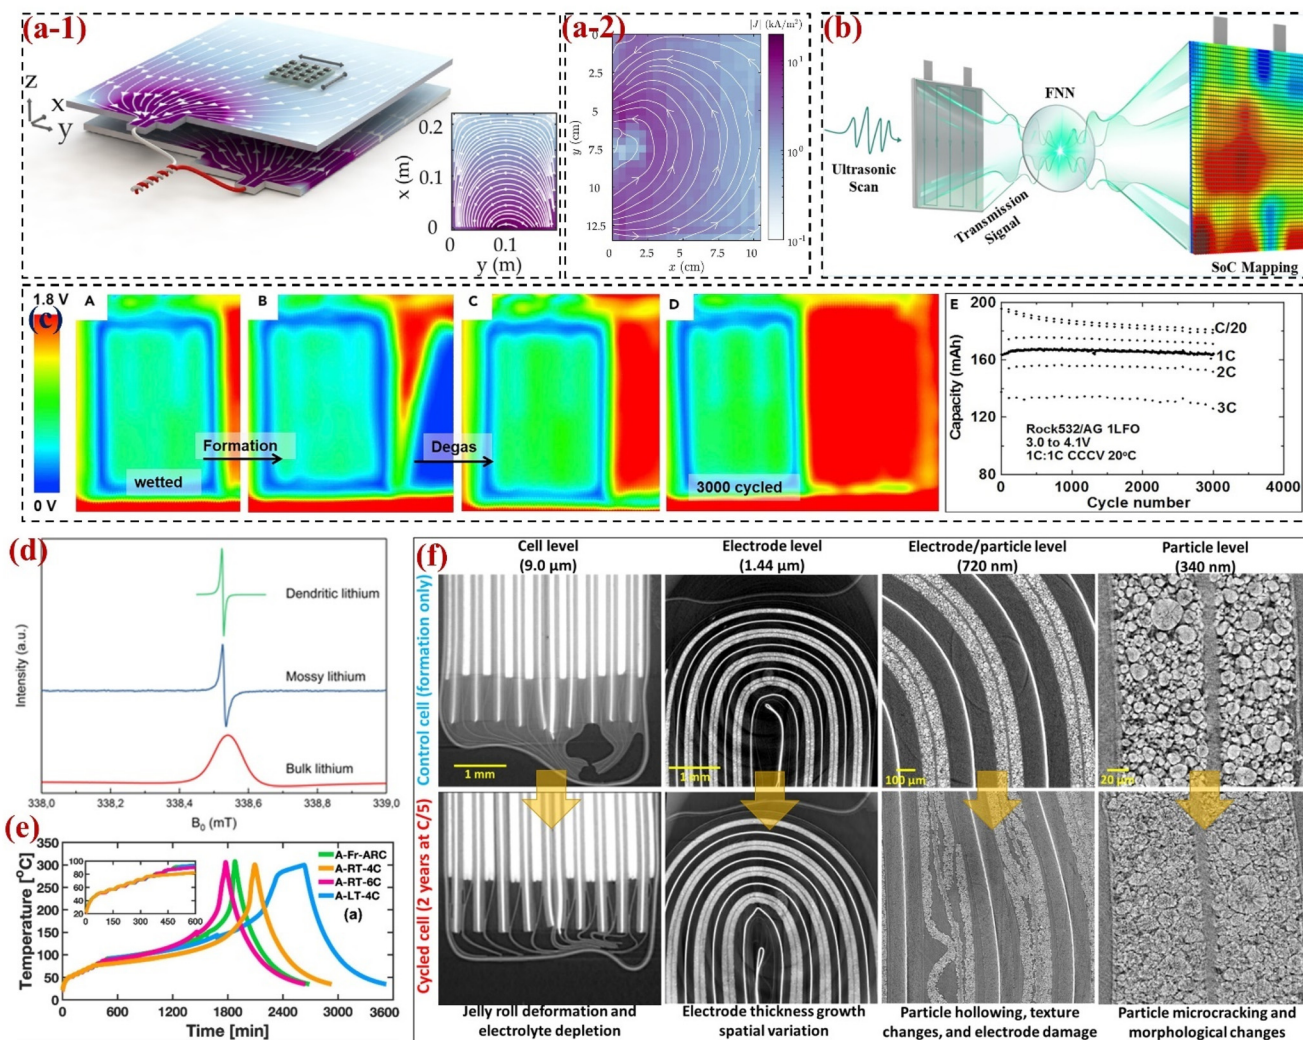 (a-1)
z
x
y
0.2
x (m)
0.1
0
0
0.1
y (m)
(a-2)
|J| (kA/m²)
0
2.5
5
y (cm)
7.5
10
12.5
0
5
10
x (cm)
10¹
10⁰
10⁻¹
(b)
Ultrasonic
Scan
FNN
Transmission
Signal
SoC Mapping
(c)
1.8 V
0 V
A
wetted
Formation
B
Degas
C
D
3000 cycled
E
Capacity (mAh)
200
160
120
80
C/20
1C
2C
3C
Rock532/AG 1LFO
3.0 to 4.1V
1C:1C CCCV 20°C
0
1000
2000
3000
4000
Cycle number
(d)
Intensity (a.u.)
Dendritic lithium
Mossy lithium
Bulk lithium
338,0
338,2
338,4
338,6
338,8
339,0
B₀ (mT)
(e)
Temperature [°C]
350
300
250
200
150
100
50
0
100
80
60
40
20
0
150
300
450
600
A-Fr-ARC
A-RT-4C
A-RT-6C
A-LT-4C
(a)
0
600
1200
1800
2400
3000
3600
Time [min]
(f)
Cell level
(9.0 µm)
Electrode level
(1.44 µm)
Electrode/particle level
(720 nm)
Particle level
(340 nm)
Control cell (formation only)
1 mm
1 mm
100 µm
20 µm
Cycled cell (2 years at C/5)
Jelly roll deformation and
electrolyte depletion
Electrode thickness growth
spatial variation
Particle hollowing, texture
changes, and electrode damage
Particle microcracking and
morphological changes